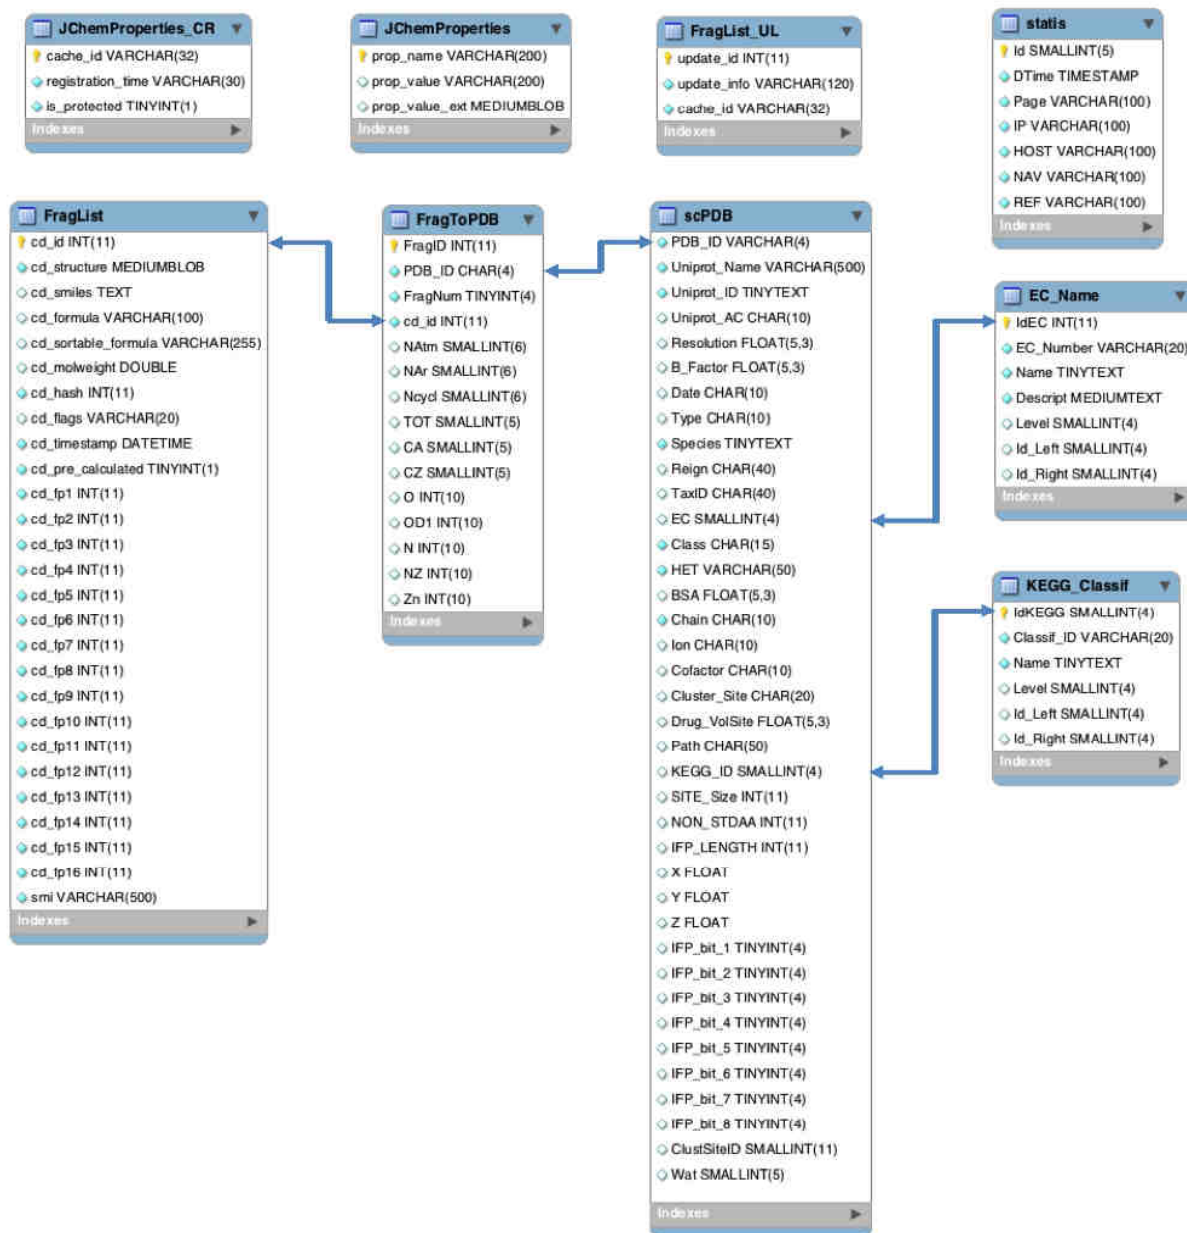 JChemProperties_CR
cache_id VARCHAR(32)
registration_time VARCHAR(30)
is_protected TINYINT(1)
Indexes
JChemProperties
prop_name VARCHAR(200)
prop_value VARCHAR(200)
prop_value_ext MEDIUMBLOB
Indexes
FragList_UL
update_id INT(11)
update_info VARCHAR(120)
cache_id VARCHAR(32)
Indexes
statis
Id SMALLINT(5)
DTime TIMESTAMP
Page VARCHAR(100)
IP VARCHAR(100)
HOST VARCHAR(100)
NAV VARCHAR(100)
REF VARCHAR(100)
Indexes
FragList
cd_id INT(11)
cd_structure MEDIUMBLOB
cd_smiles TEXT
cd_formula VARCHAR(100)
cd_sortable_formula VARCHAR(255)
cd_molweight DOUBLE
cd_hash INT(11)
cd_flags VARCHAR(20)
cd_timestamp DATETIME
cd_pre_calculated TINYINT(1)
cd_fp1 INT(11)
cd_fp2 INT(11)
cd_fp3 INT(11)
cd_fp4 INT(11)
cd_fp5 INT(11)
cd_fp6 INT(11)
cd_fp7 INT(11)
cd_fp8 INT(11)
cd_fp9 INT(11)
cd_fp10 INT(11)
cd_fp11 INT(11)
cd_fp12 INT(11)
cd_fp13 INT(11)
cd_fp14 INT(11)
cd_fp15 INT(11)
cd_fp16 INT(11)
smi VARCHAR(500)
Indexes
FragToPDB
FragID INT(11)
PDB_ID CHAR(4)
FragNum TINYINT(4)
cd_id INT(11)
NAtm SMALLINT(6)
NAr SMALLINT(6)
Ncycl SMALLINT(6)
TOT SMALLINT(5)
CA SMALLINT(5)
CZ SMALLINT(5)
O INT(10)
OD1 INT(10)
N INT(10)
NZ INT(10)
Zn INT(10)
Indexes
scPDB
PDB_ID VARCHAR(4)
Uniprot_Name VARCHAR(500)
Uniprot_ID TINYTEXT
Uniprot_AC CHAR(10)
Resolution FLOAT(5,3)
B_Factor FLOAT(5,3)
Date CHAR(10)
Type CHAR(10)
Species TINYTEXT
Reign CHAR(40)
TaxID CHAR(40)
EC SMALLINT(4)
Class CHAR(15)
HET VARCHAR(50)
BSA FLOAT(5,3)
Chain CHAR(10)
Ion CHAR(10)
Cofactor CHAR(10)
Cluster_Site CHAR(20)
Drug_VolSite FLOAT(5,3)
Path CHAR(50)
KEGG_ID SMALLINT(4)
SITE_Size INT(11)
NON_STDAA INT(11)
IFP_LENGTH INT(11)
X FLOAT
Y FLOAT
Z FLOAT
IFP_bit_1 TINYINT(4)
IFP_bit_2 TINYINT(4)
IFP_bit_3 TINYINT(4)
IFP_bit_4 TINYINT(4)
IFP_bit_5 TINYINT(4)
IFP_bit_6 TINYINT(4)
IFP_bit_7 TINYINT(4)
IFP_bit_8 TINYINT(4)
ClustSiteID SMALLINT(11)
Wat SMALLINT(5)
Indexes
EC_Name
IdEC INT(11)
EC_Number VARCHAR(20)
Name TINYTEXT
Descript MEDIUMTEXT
Level SMALLINT(4)
Id_Left SMALLINT(4)
Id_Right SMALLINT(4)
Indexes
KEGG_Classif
IdKEGG SMALLINT(4)
Classif_ID VARCHAR(20)
Name TINYTEXT
Level SMALLINT(4)
Id_Left SMALLINT(4)
Id_Right SMALLINT(4)
Indexes